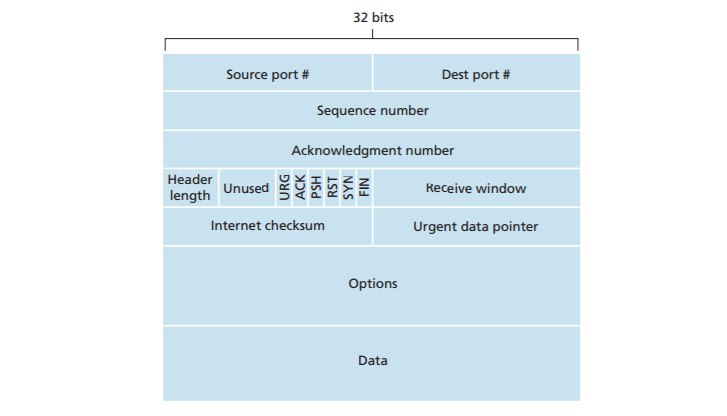 32 bits
Source port #
Dest port #
Sequence number
Acknowledgment number
Header
length
Unused
URG
ACK
PSH
RST
SYN
FIN
Receive window
Internet checksum
Urgent data pointer
Options
Data